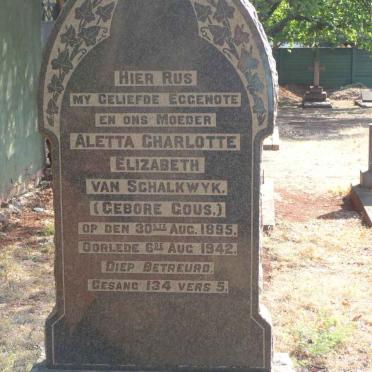 HIER RUS
MY GELIEFDE EGGENOTE
EN ONS MOEDER
ALETTA CHARLOTTE
ELIZABETH
VAN SCHALKWYK.
(GEBORE GOUS.)
OP DEN 30STE AUG. 1895.
OORLEDE 6DE AUG 1942.
DIEP BETREURD.
GESANG 134 VERS 5.